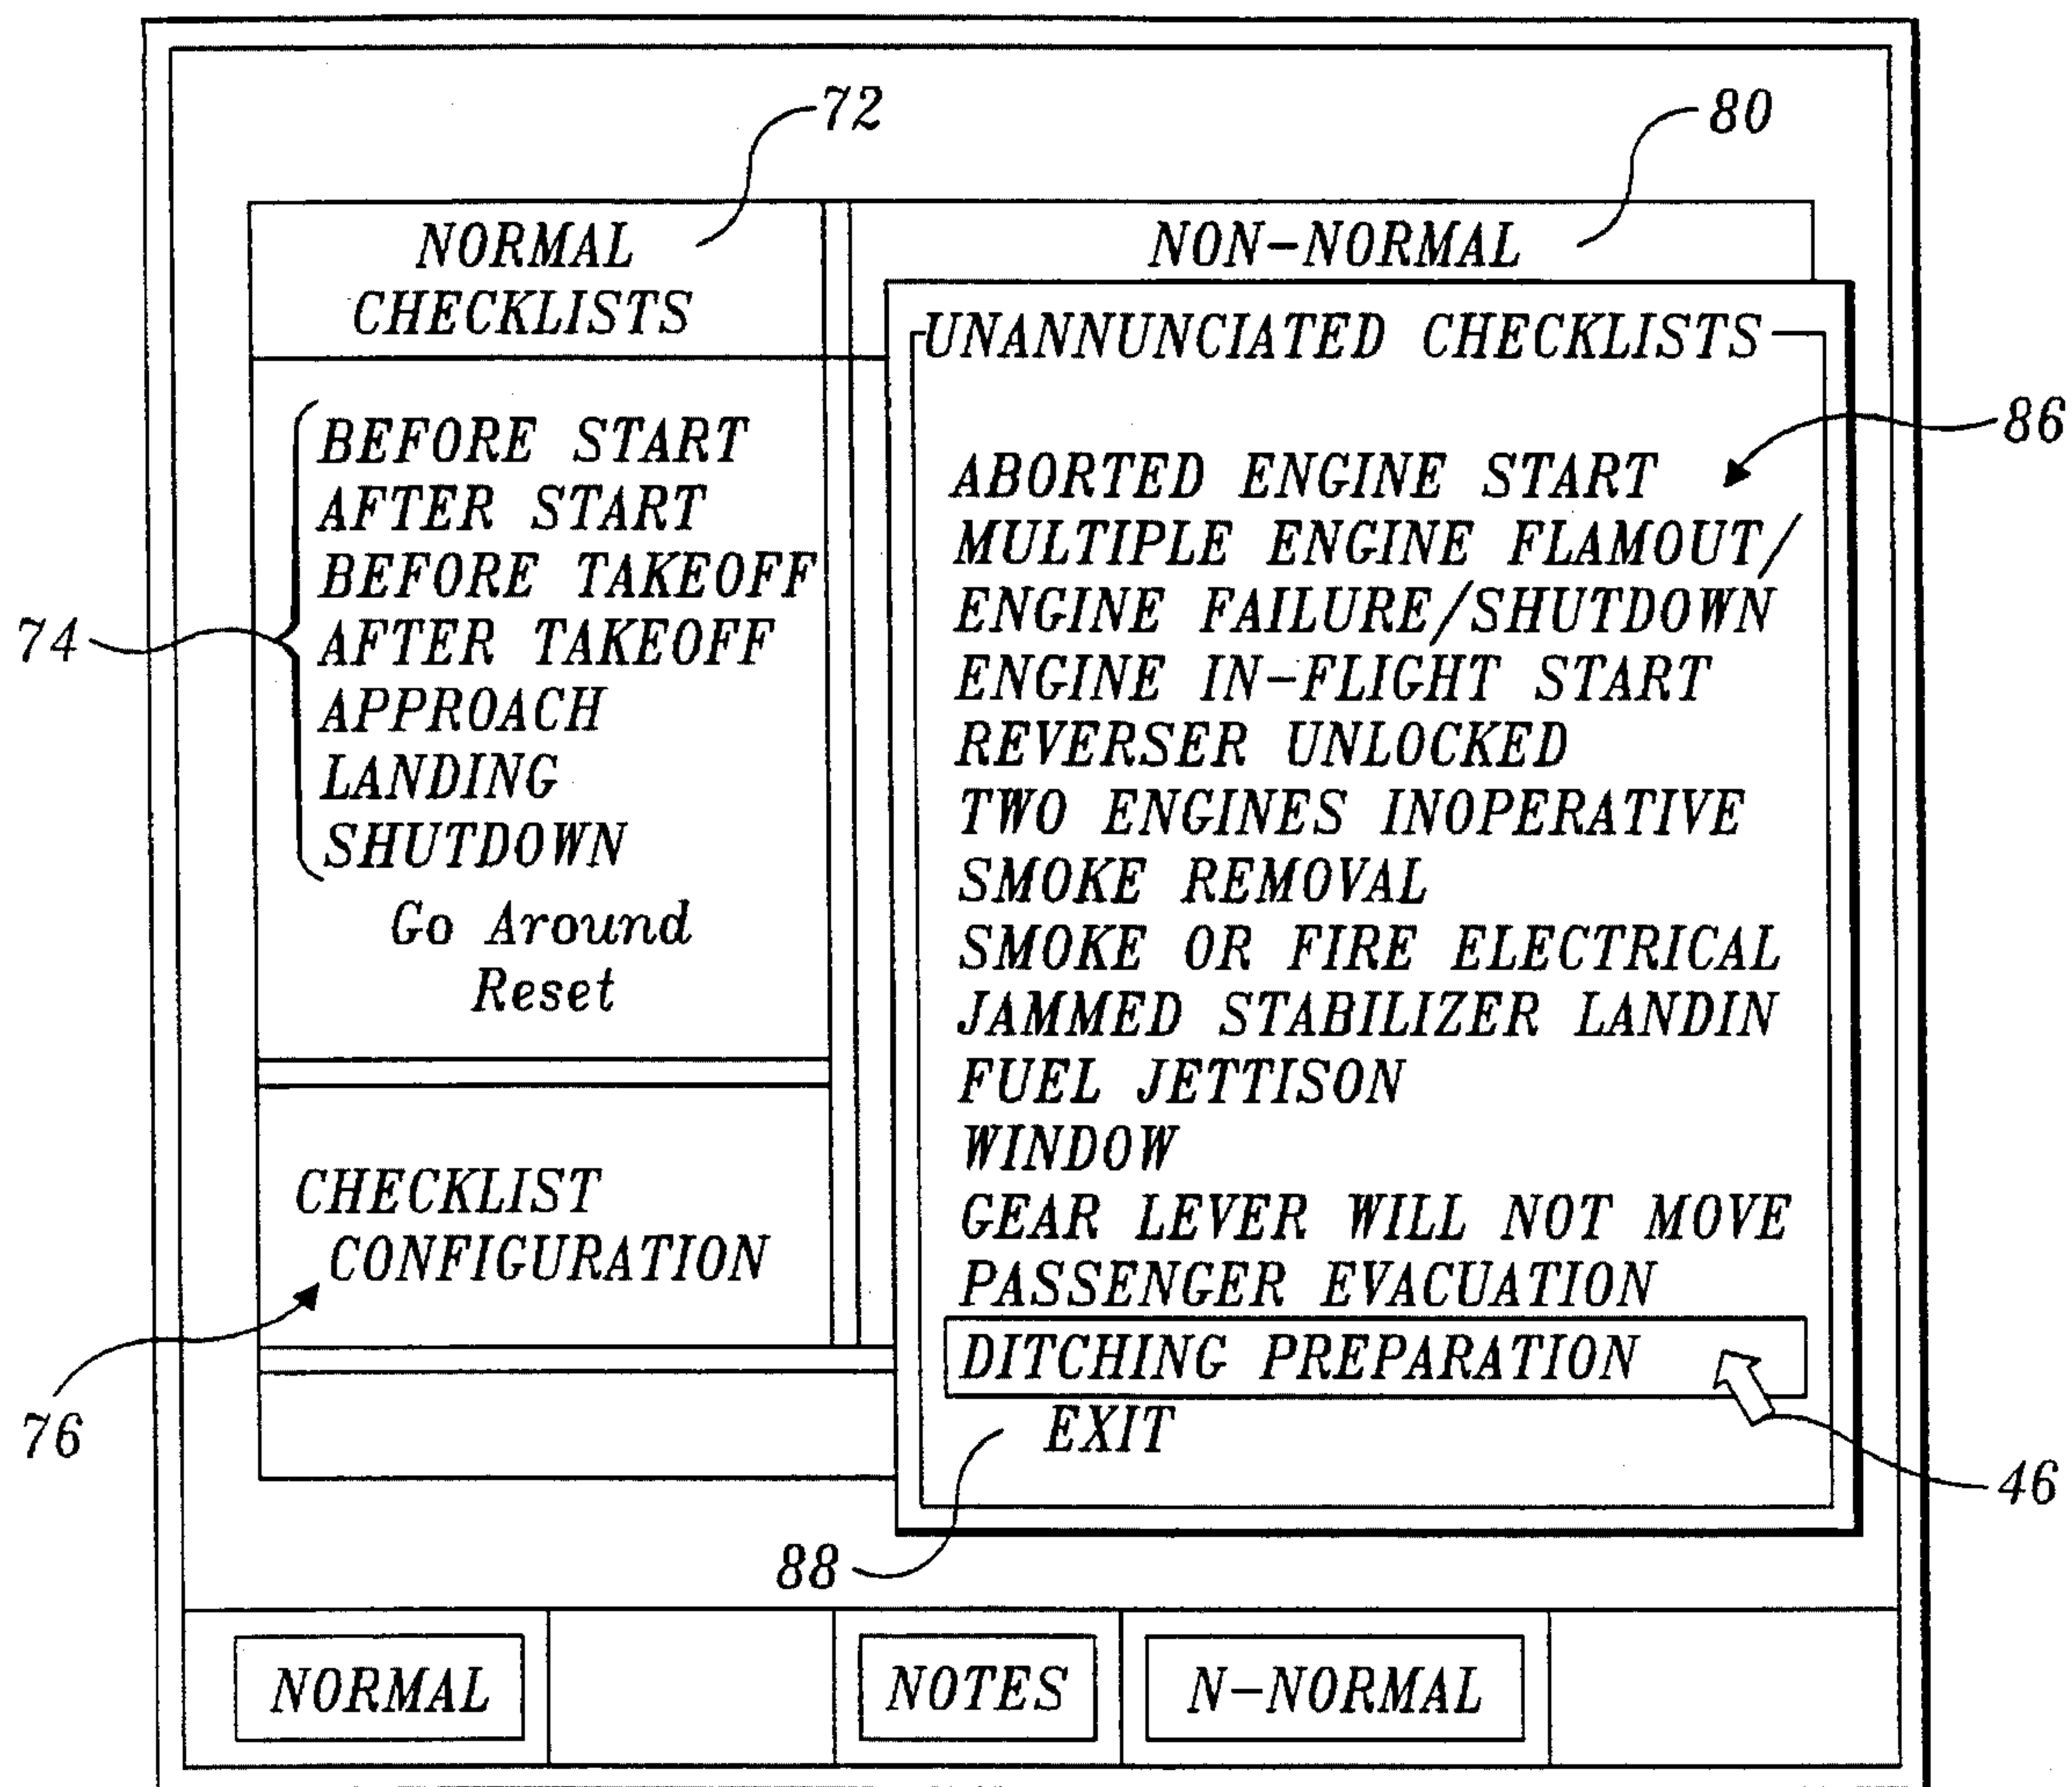 72
80
NORMAL
CHECKLISTS
NON-NORMAL
UNANNUNCIATED CHECKLISTS
86
74
BEFORE START
AFTER START
BEFORE TAKEOFF
AFTER TAKEOFF
APPROACH
LANDING
SHUTDOWN
Go Around
Reset
CHECKLIST
CONFIGURATION
76
ABORTED ENGINE START
MULTIPLE ENGINE FLAMOUT/
ENGINE FAILURE/SHUTDOWN
ENGINE IN-FLIGHT START
REVERSER UNLOCKED
TWO ENGINES INOPERATIVE
SMOKE REMOVAL
SMOKE OR FIRE ELECTRICAL
JAMMED STABILIZER LANDIN
FUEL JETTISON
WINDOW
GEAR LEVER WILL NOT MOVE
PASSENGER EVACUATION
DITCHING PREPARATION
EXIT
46
88
NORMAL
NOTES
N-NORMAL